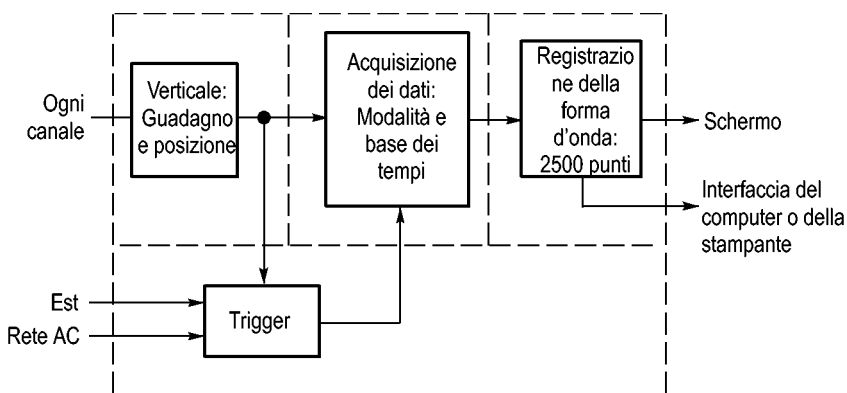 Ogni
canale
Verticale:
Guadagno
e posizione
Acquisizione
dei dati:
Modalità e
base dei
tempi
Registrazio
ne della
forma
d'onda:
2500 punti
Schermo
Interfaccia del
computer o della
stampante
Est
Rete AC
Trigger